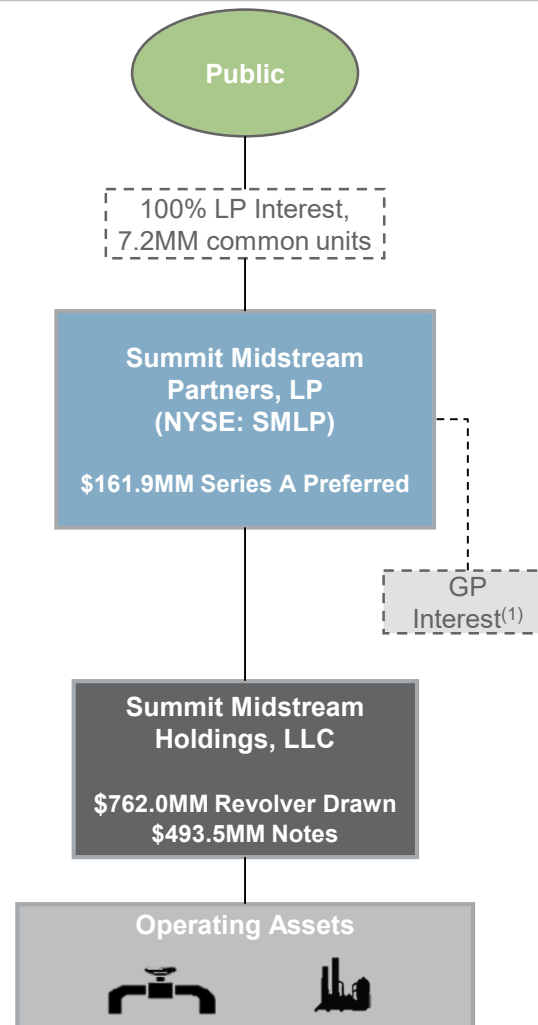 Public
100% LP Interest,
7.2MM common units
Summit Midstream
Partners, LP
(NYSE: SMLP)
$161.9MM Series A Preferred
GP
Interest(1)
Summit Midstream
Holdings, LLC
$762.0MM Revolver Drawn
$493.5MM Notes
Operating Assets